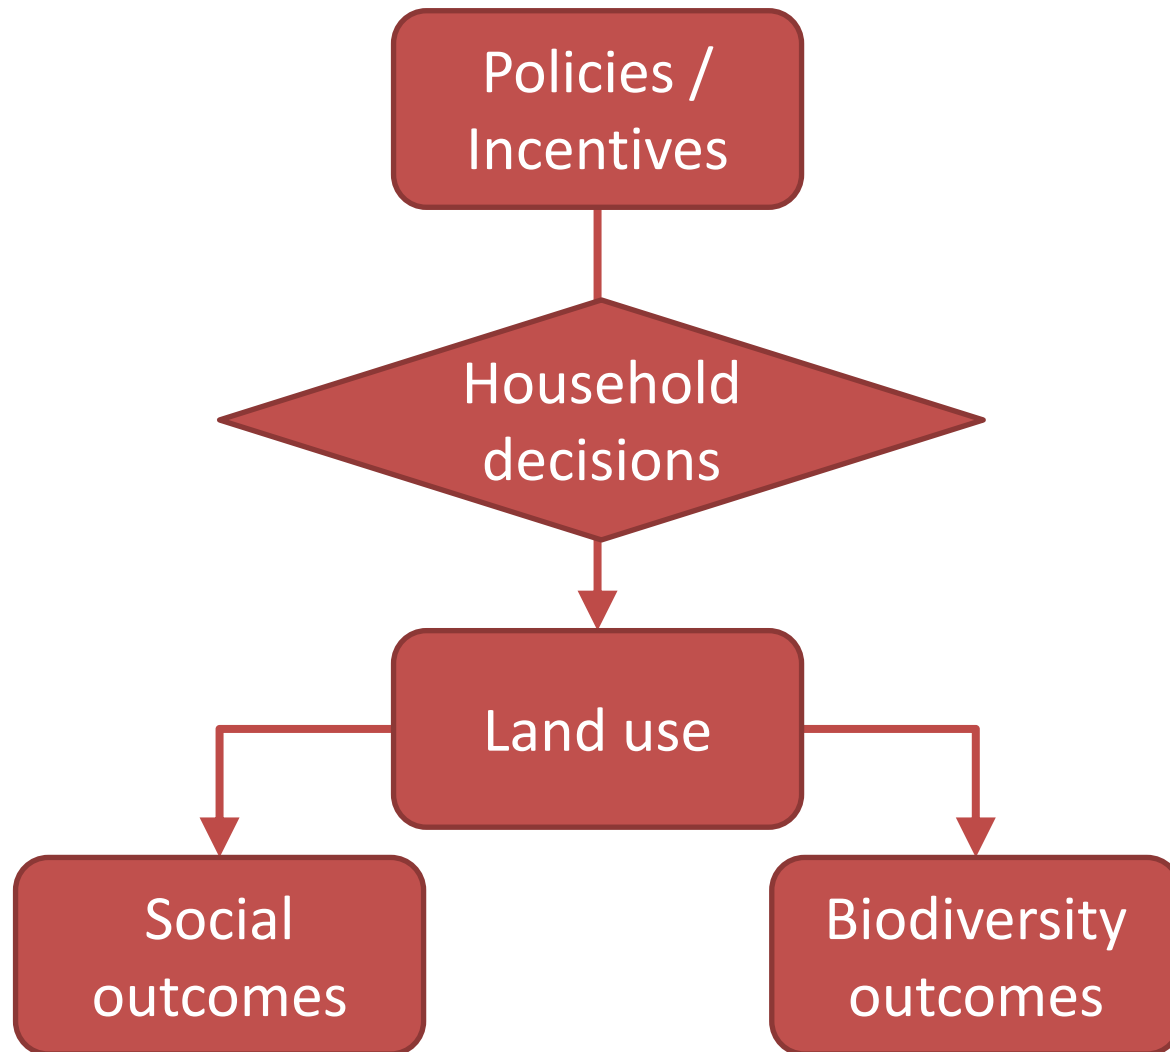 Policies /
Incentives
Household
decisions
Land use
Social
outcomes
Biodiversity
outcomes